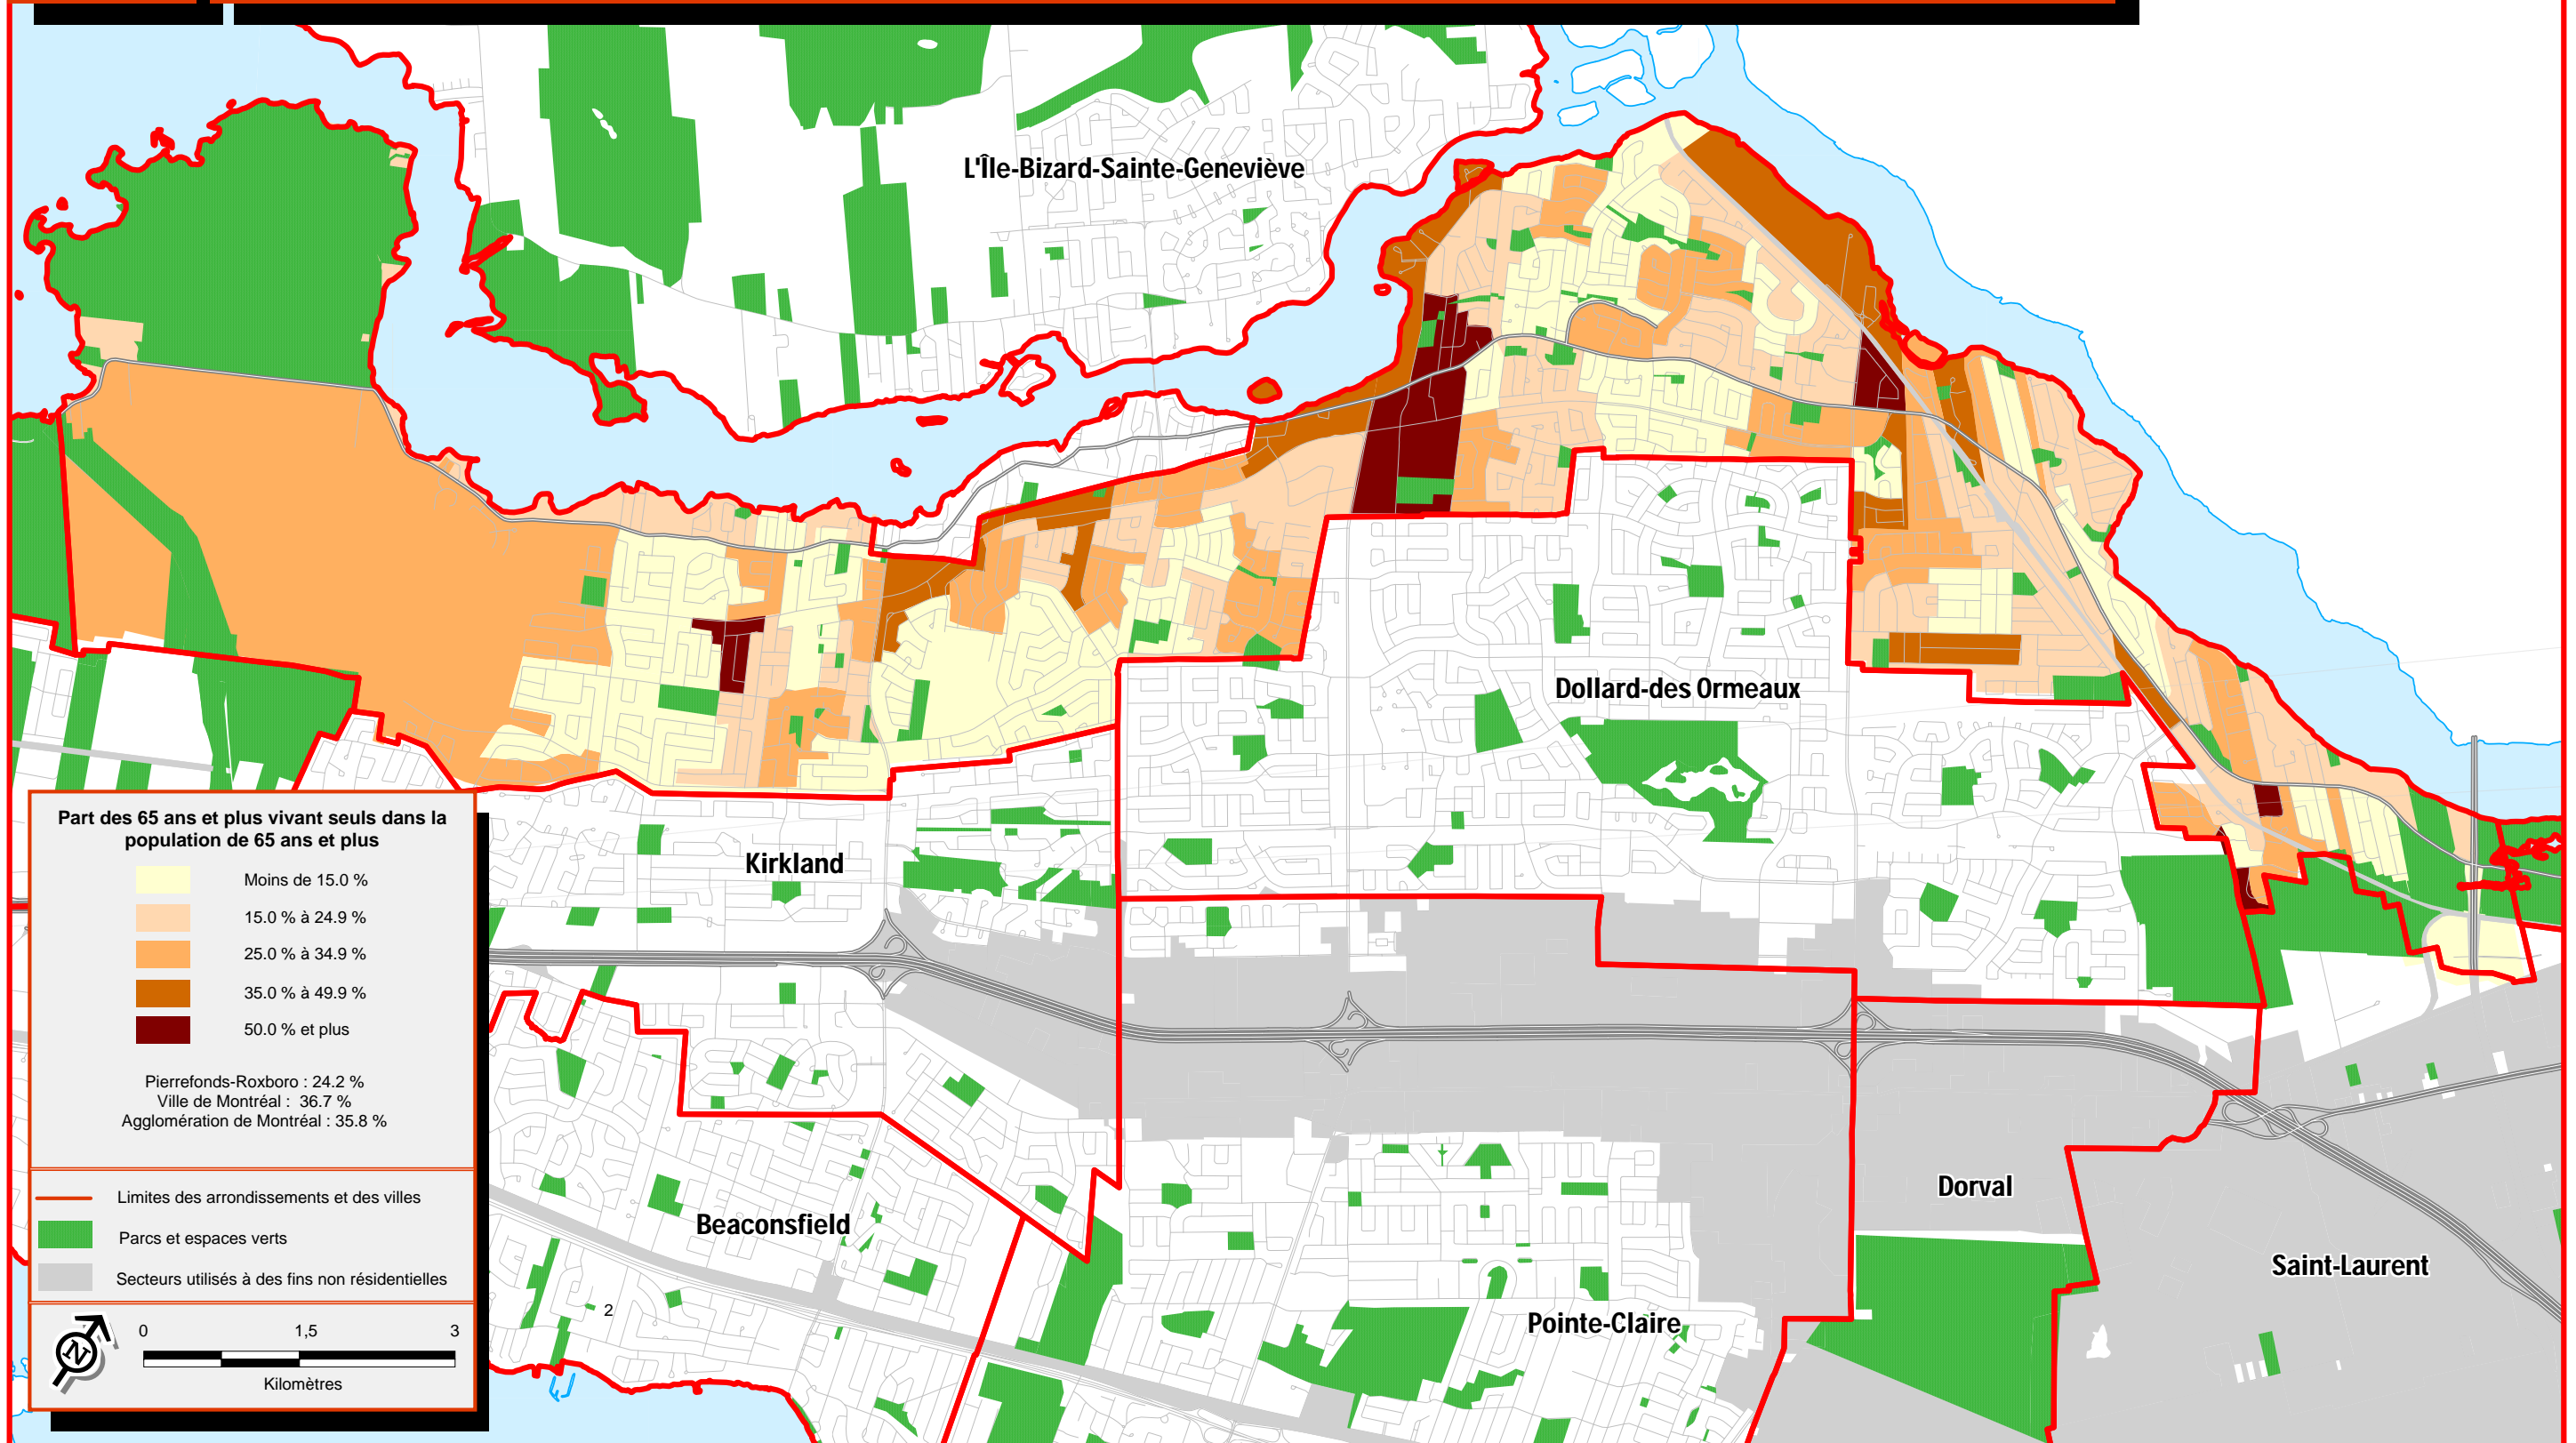 L'Île-Bizard-Sainte-Geneviève
Dollard-des Ormeaux
Kirkland
Beaconsfield
Pointe-Claire
Dorval
Saint-Laurent
2
Part des 65 ans et plus vivant seuls dans la
population de 65 ans et plus
Moins de 15.0 %
15.0 % à 24.9 %
25.0 % à 34.9 %
35.0 % à 49.9 %
50.0 % et plus
Pierrefonds-Roxboro : 24.2 %
Ville de Montréal : 36.7 %
Agglomération de Montréal : 35.8 %
Limites des arrondissements et des villes
Parcs et espaces verts
Secteurs utilisés à des fins non résidentielles
N
0 1,5 3
Kilomètres